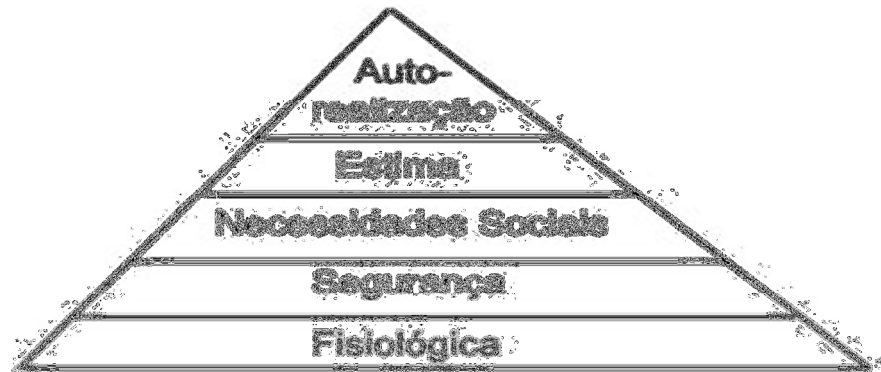 Auto-
realização
Estima
Necessidades Sociais
Segurança
Fisiológica